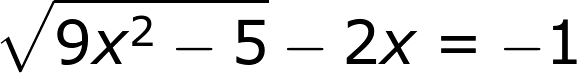 √(9x² − 5) − 2x = −1